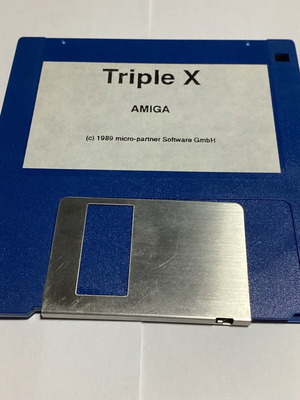 Triple X
AMIGA
(c) 1989 micro-partner Software GmbH